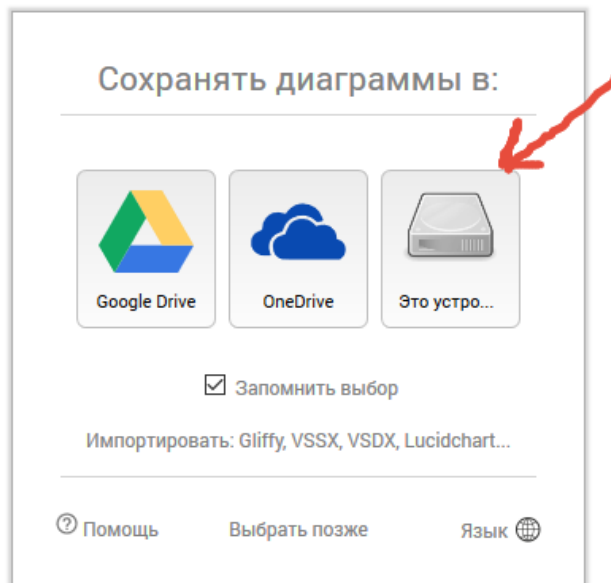 Сохранять диаграммы в:
Google Drive
OneDrive
Это устро...
Запомнить выбор
Импортировать: Gliffy, VSSX, VSDX, Lucidchart...
? Помощь
Выбрать позже
Язык